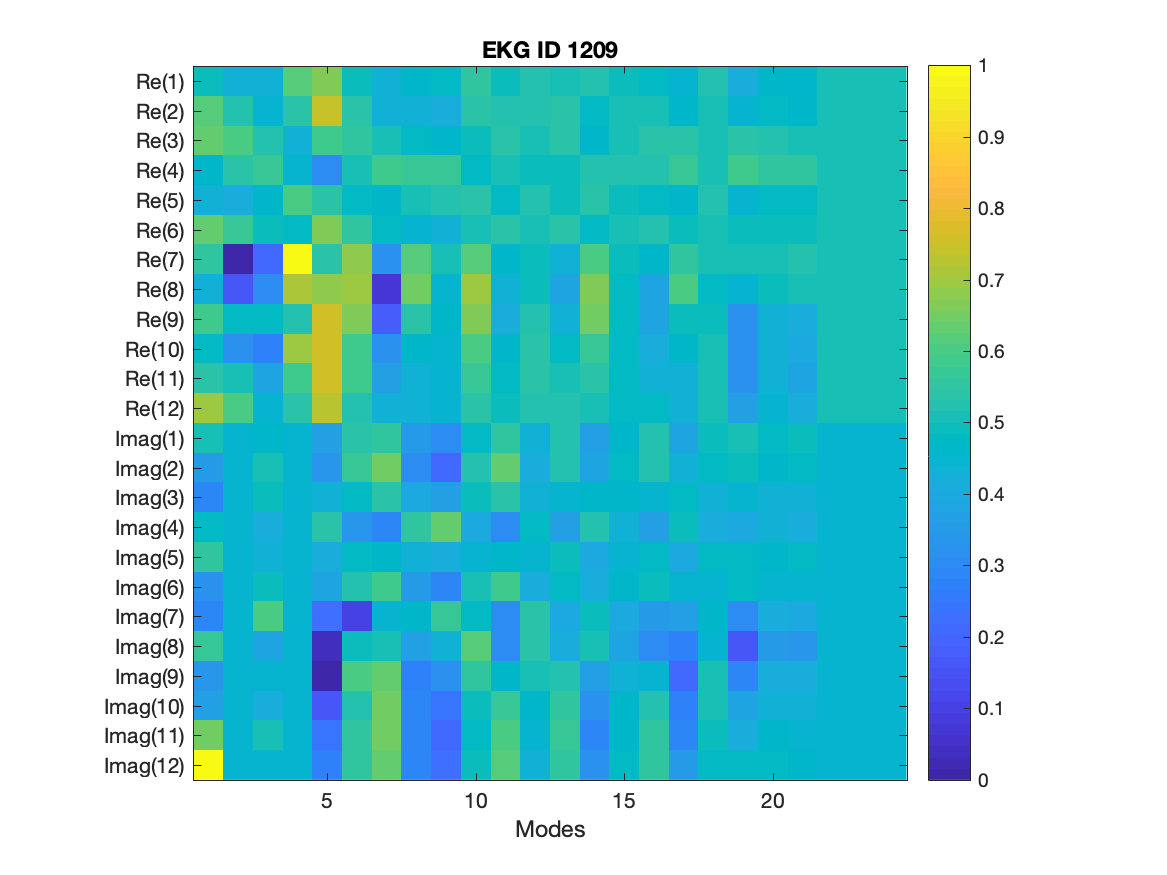 EKG ID 1209
Re(1)
Re(2)
Re(3)
Re(4)
Re(5)
Re(6)
Re(7)
Re(8)
Re(9)
Re(10)
Re(11)
Re(12)
Imag(1)
Imag(2)
Imag(3)
Imag(4)
Imag(5)
Imag(6)
Imag(7)
Imag(8)
Imag(9)
Imag(10)
Imag(11)
Imag(12)
5 10 15 20
Modes
1
0.9
0.8
0.7
0.6
0.5
0.4
0.3
0.2
0.1
0